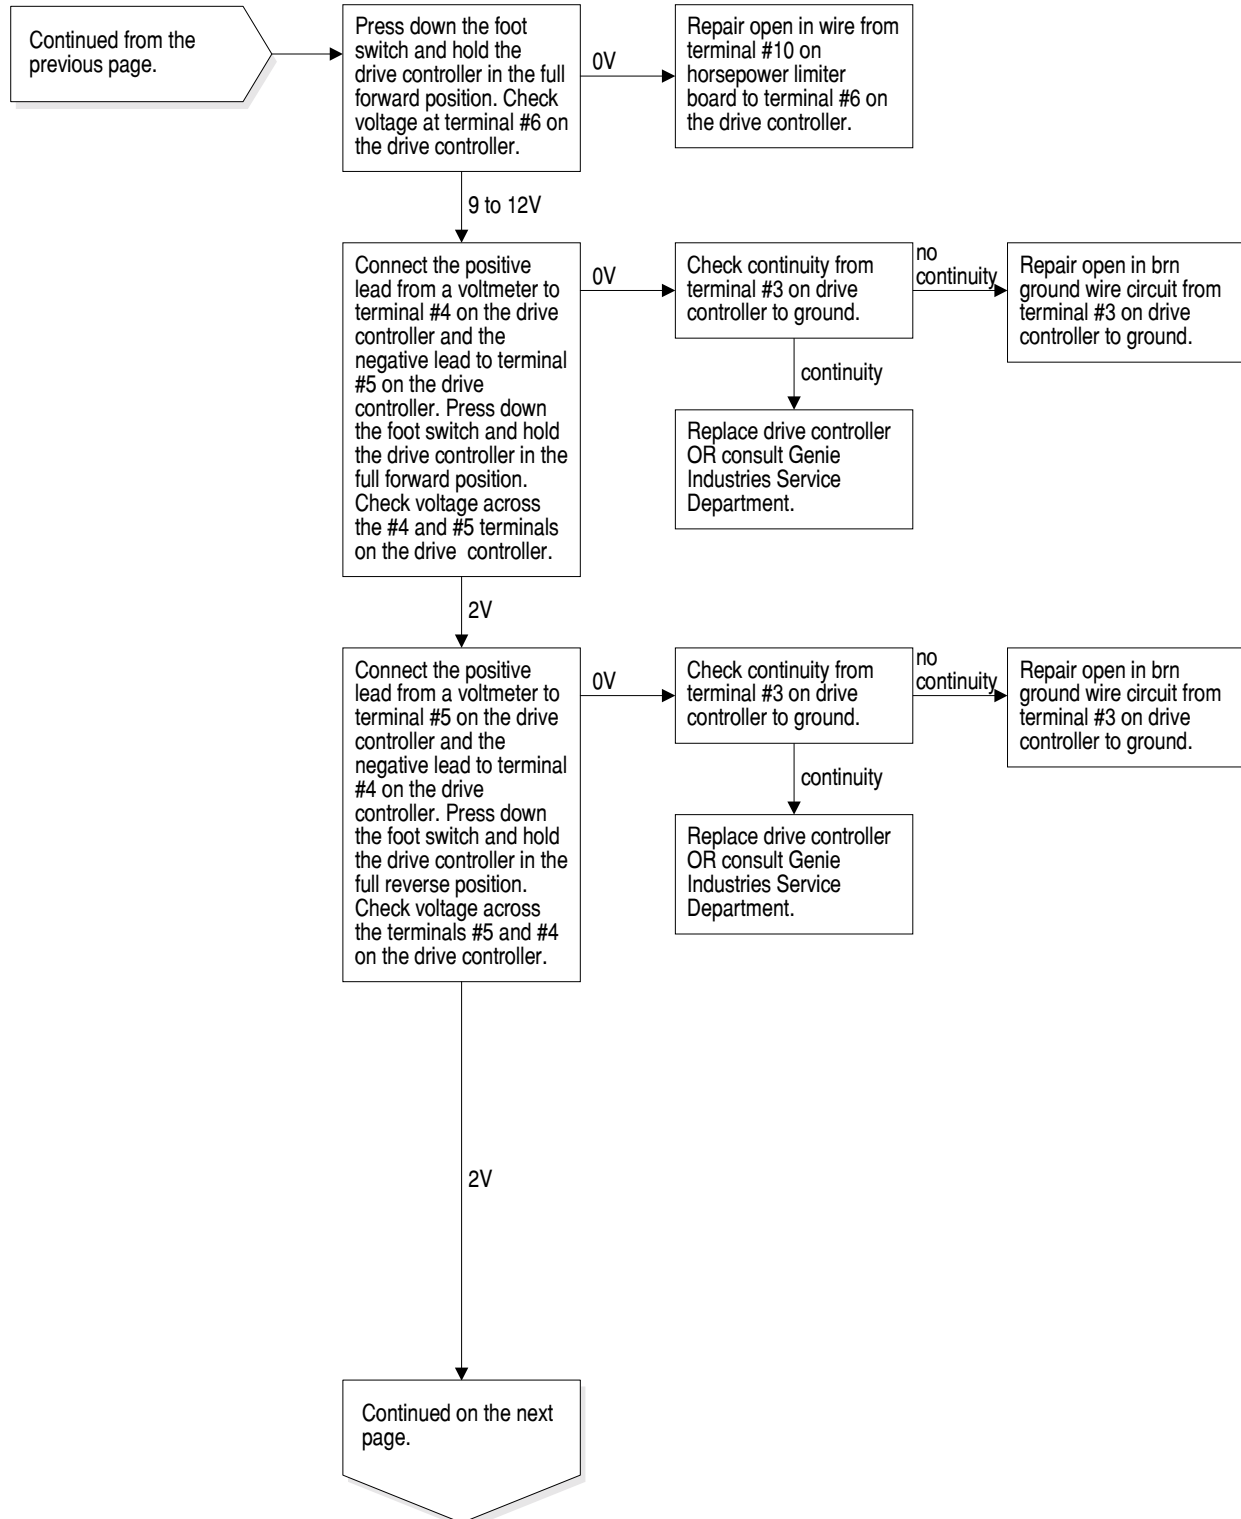 Continued from the
previous page.
Press down the foot
switch and hold the
drive controller in the full
forward position. Check
voltage at terminal #6 on
the drive controller.
0V
Repair open in wire from
terminal #10 on
horsepower limiter
board to terminal #6 on
the drive controller.
9 to 12V
Connect the positive
lead from a voltmeter to
terminal #4 on the drive
controller and the
negative lead to terminal
#5 on the drive
controller. Press down
the foot switch and hold
the drive controller in the
full forward position.
Check voltage across
the #4 and #5 terminals
on the drive controller.
0V
Check continuity from
terminal #3 on drive
controller to ground.
no
continuity
Repair open in brn
ground wire circuit from
terminal #3 on drive
controller to ground.
continuity
Replace drive controller
OR consult Genie
Industries Service
Department.
2V
Connect the positive
lead from a voltmeter to
terminal #5 on the drive
controller and the
negative lead to terminal
#4 on the drive
controller. Press down
the foot switch and hold
the drive controller in the
full reverse position.
Check voltage across
the terminals #5 and #4
on the drive controller.
0V
Check continuity from
terminal #3 on drive
controller to ground.
no
continuity
Repair open in brn
ground wire circuit from
terminal #3 on drive
controller to ground.
continuity
Replace drive controller
OR consult Genie
Industries Service
Department.
2V
Continued on the next
page.